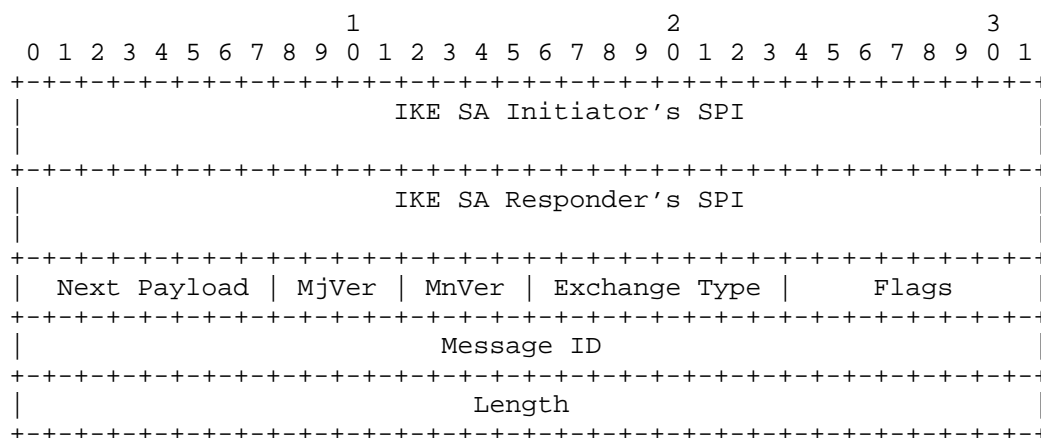 1                   2                   3
 0 1 2 3 4 5 6 7 8 9 0 1 2 3 4 5 6 7 8 9 0 1 2 3 4 5 6 7 8 9 0 1
+-+-+-+-+-+-+-+-+-+-+-+-+-+-+-+-+-+-+-+-+-+-+-+-+-+-+-+-+-+-+-+-+
|                       IKE SA Initiator’s SPI                  |
|                                                               |
+-+-+-+-+-+-+-+-+-+-+-+-+-+-+-+-+-+-+-+-+-+-+-+-+-+-+-+-+-+-+-+-+
|                       IKE SA Responder’s SPI                  |
|                                                               |
+-+-+-+-+-+-+-+-+-+-+-+-+-+-+-+-+-+-+-+-+-+-+-+-+-+-+-+-+-+-+-+-+
|  Next Payload | MjVer | MnVer | Exchange Type |     Flags     |
+-+-+-+-+-+-+-+-+-+-+-+-+-+-+-+-+-+-+-+-+-+-+-+-+-+-+-+-+-+-+-+-+
|                          Message ID                           |
+-+-+-+-+-+-+-+-+-+-+-+-+-+-+-+-+-+-+-+-+-+-+-+-+-+-+-+-+-+-+-+-+
|                            Length                             |
+-+-+-+-+-+-+-+-+-+-+-+-+-+-+-+-+-+-+-+-+-+-+-+-+-+-+-+-+-+-+-+-+